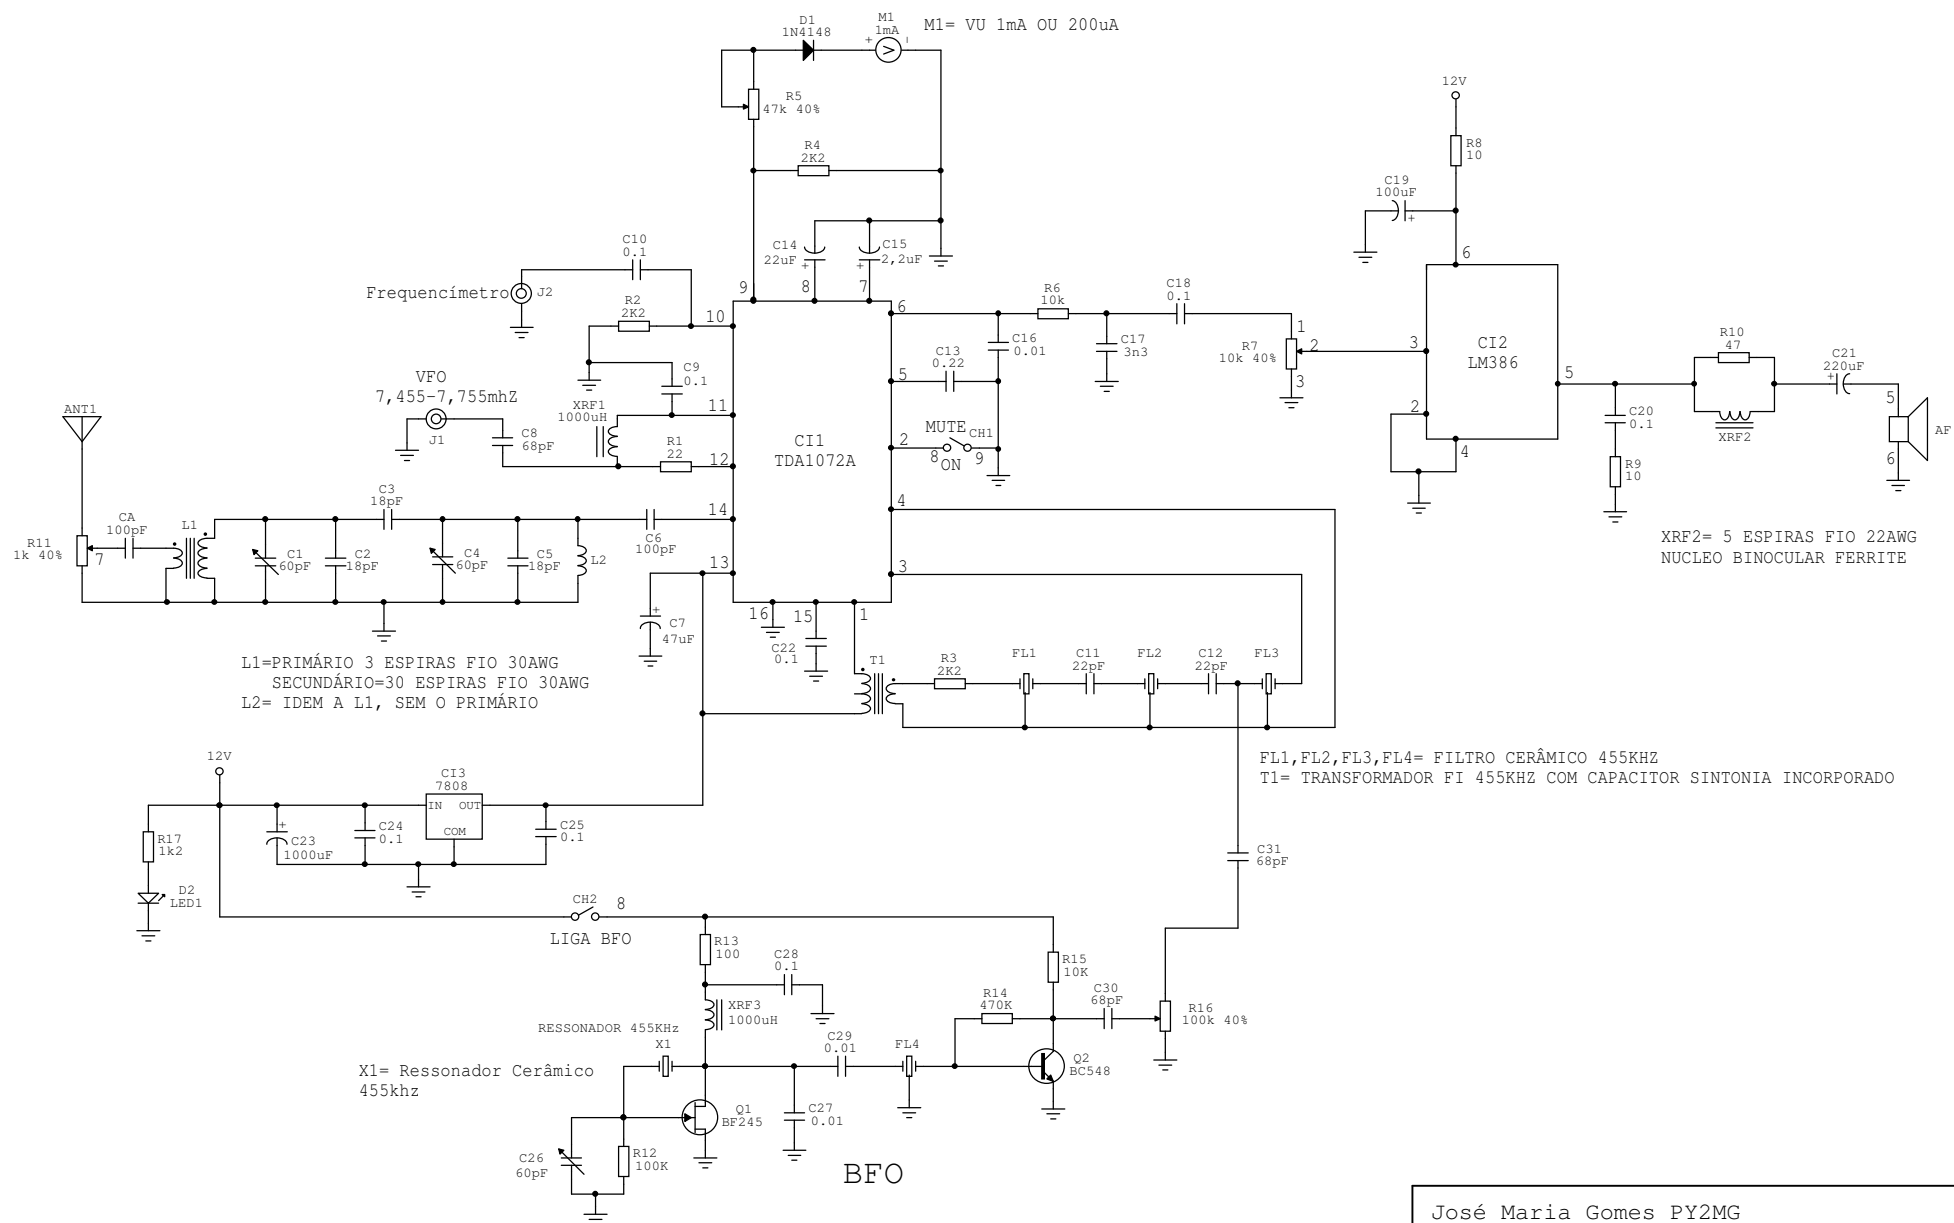 D1
1N4148
M1
1mA
+
M1= VU 1mA OU 200uA
R5
47k 40%
R4
2K2
C14
22uF
+
C15
2,2uF
+
9
8
7
C10
0.1
Frequencímetro
J2
R2
2K2
10
C9
0.1
VFO
7,455-7,755mhZ
J1
XRF1
1000uH
11
C8
68pF
R1
22
12
CI1
TDA1072A
6
R6
10k
C18
0.1
C16
0.01
C17
3n3
C13
0.22
5
R7
10k 40%
1
2
3
MUTE
CH1
2
8
9
ON
4
3
12V
R8
10
C19
100uF
+
6
3
CI2
LM386
2
4
5
R10
47
XRF2
C21
220uF
+
C20
0.1
R9
10
5
6
AF
XRF2= 5 ESPIRAS FIO 22AWG
NUCLEO BINOCULAR FERRITE
ANT1
R11
1k 40%
7
CA
100pF
L1
C1
60pF
C2
18pF
C3
18pF
C4
60pF
C5
18pF
L2
C6
100pF
14
13
+
C7
47uF
16
15
1
C22
0.1
L1=PRIMÁRIO 3 ESPIRAS FIO 30AWG
SECUNDÁRIO=30 ESPIRAS FIO 30AWG
L2= IDEM A L1, SEM O PRIMÁRIO
T1
R3
2K2
FL1
C11
22pF
FL2
C12
22pF
FL3
FL1,FL2,FL3,FL4= FILTRO CERÂMICO 455KHZ
T1= TRANSFORMADOR FI 455KHZ COM CAPACITOR SINTONIA INCORPORADO
12V
R17
1k2
D2
LED1
+
C23
1000uF
C24
0.1
CI3
7808
IN
OUT
COM
C25
0.1
C31
68pF
CH2
8
LIGA BFO
R13
100
C28
0.1
XRF3
1000uH
R15
10K
R14
470K
C30
68pF
R16
100k 40%
RESSONADOR 455KHz
X1
C29
0.01
FL4
Q2
BC548
X1= Ressonador Cerâmico
455khz
Q1
BF245
C27
0.01
C26
60pF
R12
100K
BFO
José Maria Gomes PY2MG